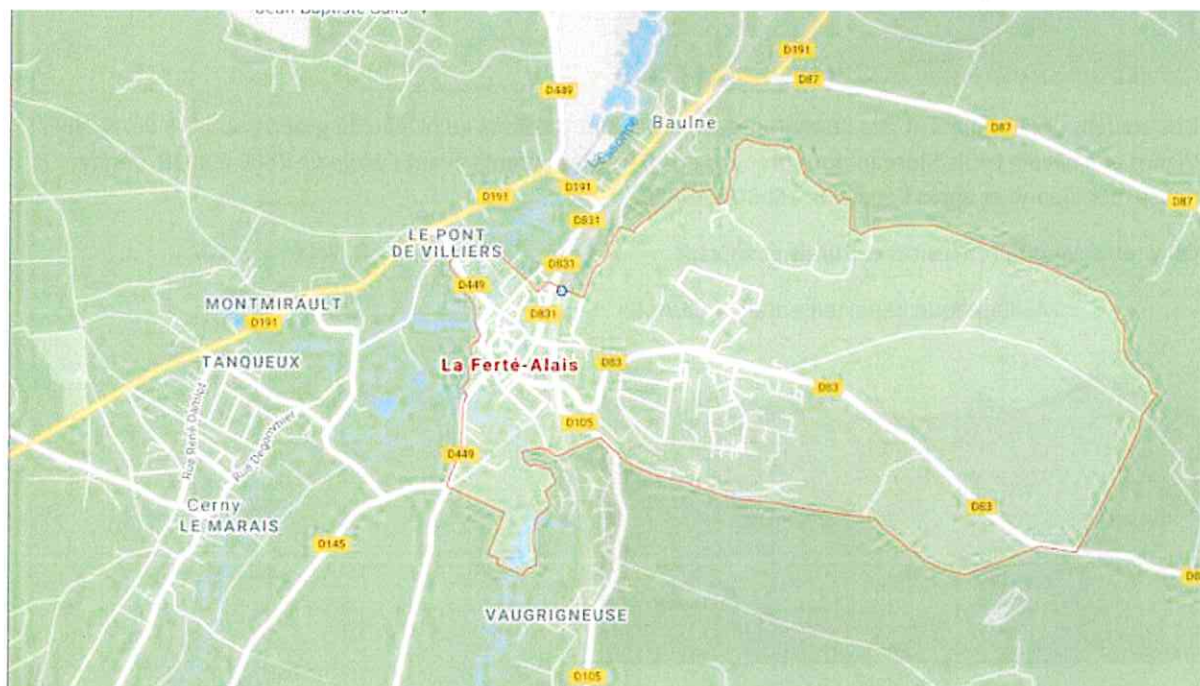 D191
D449
D87
Baulne
D87
L'Essonne
D191
D191
D87
D831
LE PONT
DE VILLIERS
D831
D449
MONTMIRAULT
D191
D831
TANQUEUX
La Ferté-Alais
D83
D83
Rue René Damiot
D105
Rue Degommier
D449
Cerny
LE MARAIS
D83
D145
VAUGRIGNEUSE
D105